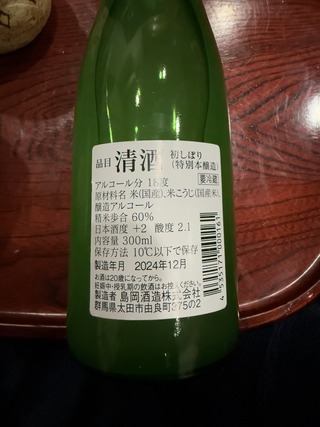 品目 清酒 初しぼり
(特別本醸造)
要冷蔵
アルコール分 18度
原材料名 米(国産)、米こうじ(国産米)、
醸造アルコール
精米歩合 60%
日本酒度 +2 酸度 2.1
内容量 300ml
保存方法 10℃以下で保存
製造年月 2024年12月
お酒は20歳になってから。
妊娠中・授乳期の飲酒はお控えください。
製造者 島岡酒造株式会社
群馬県太田市由良町375の2